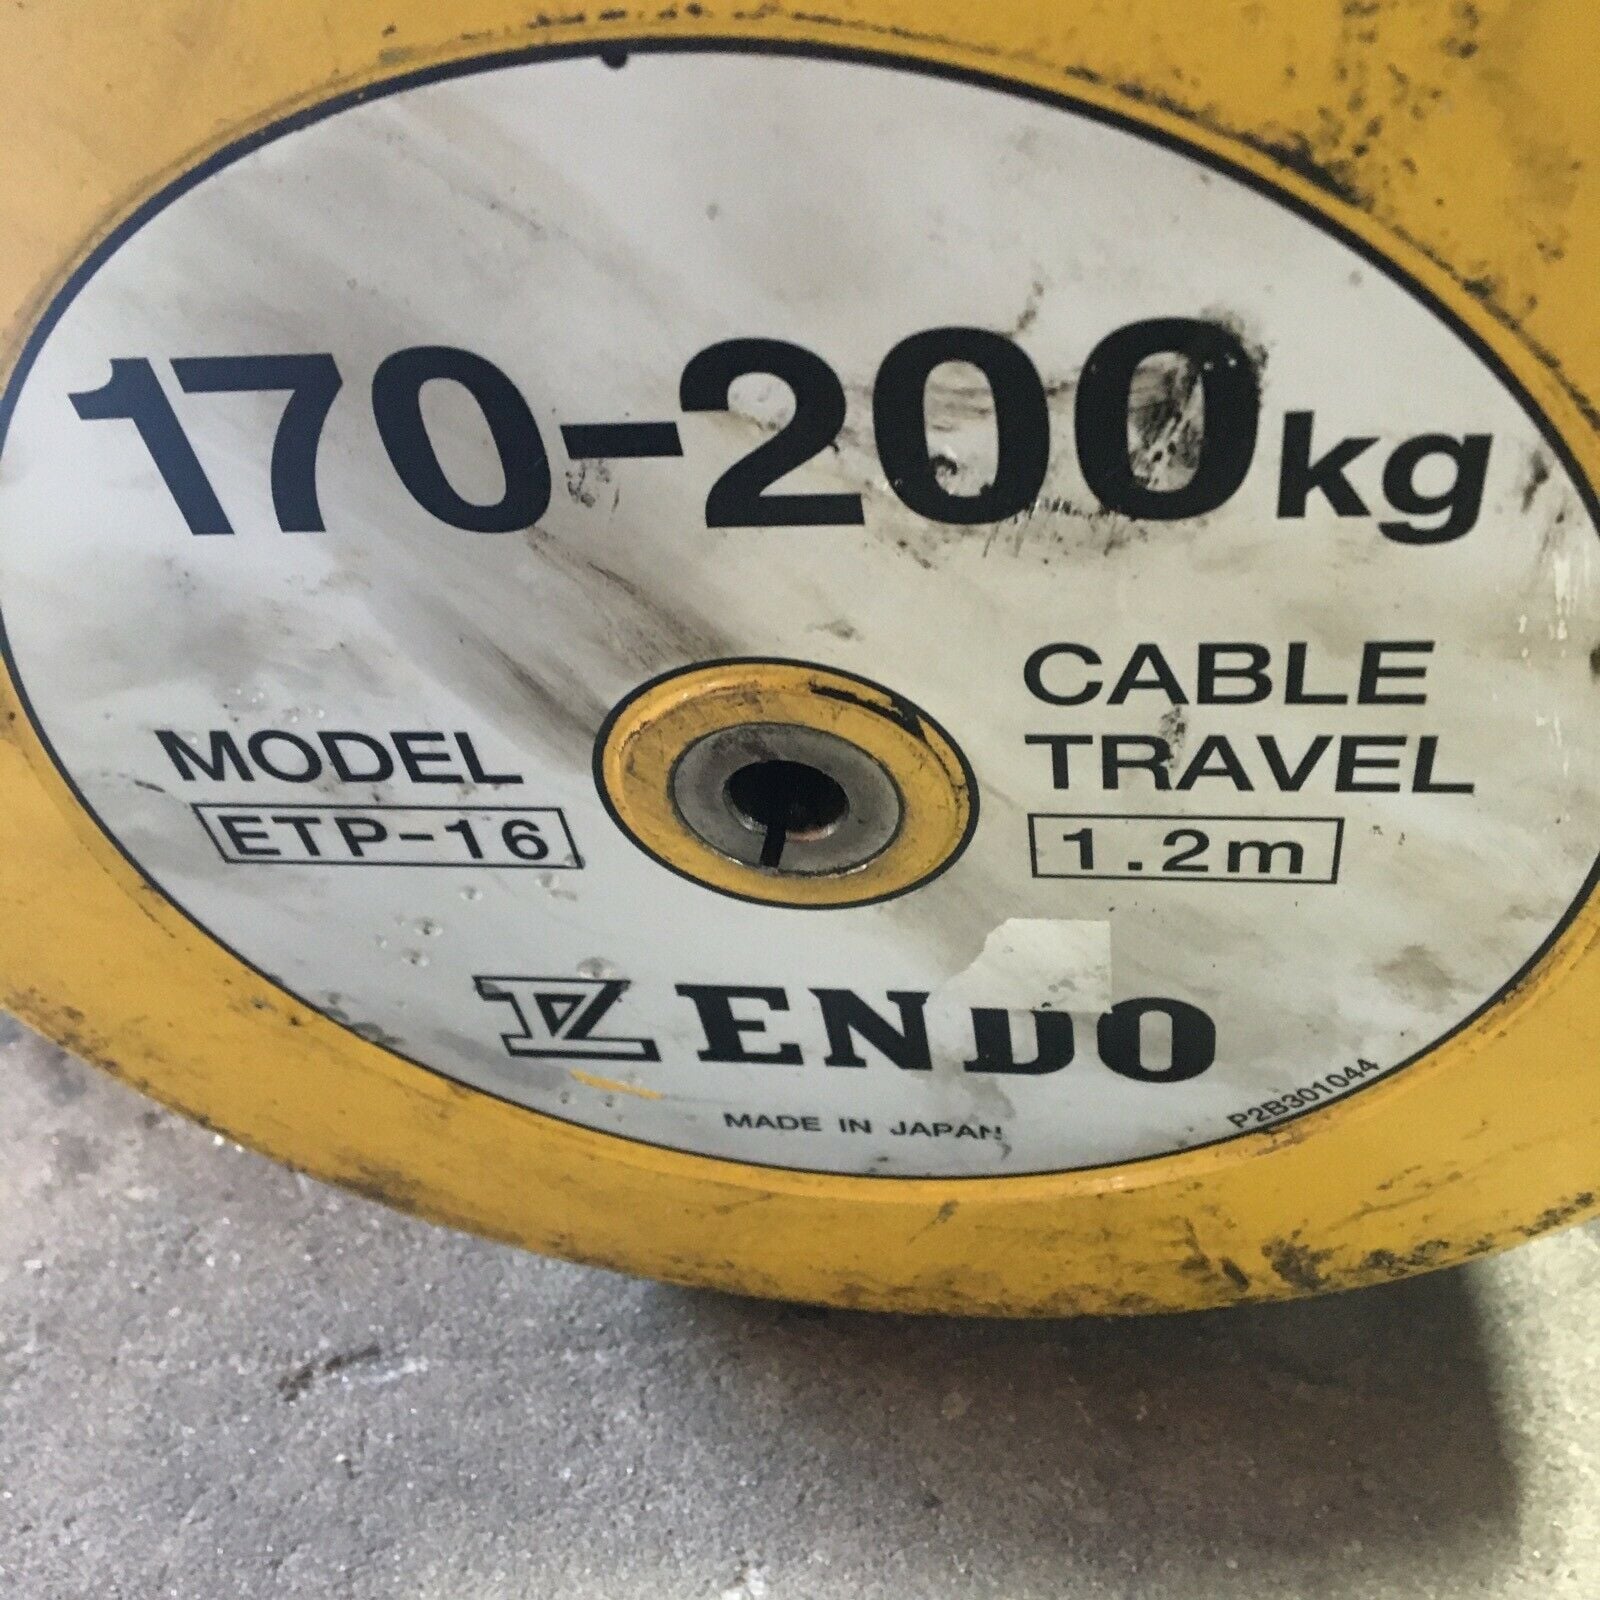 170-200kg
MODEL
ETP-16
CABLE
TRAVEL
1.2m
ENDO
MADE IN JAPAN
P2B301044